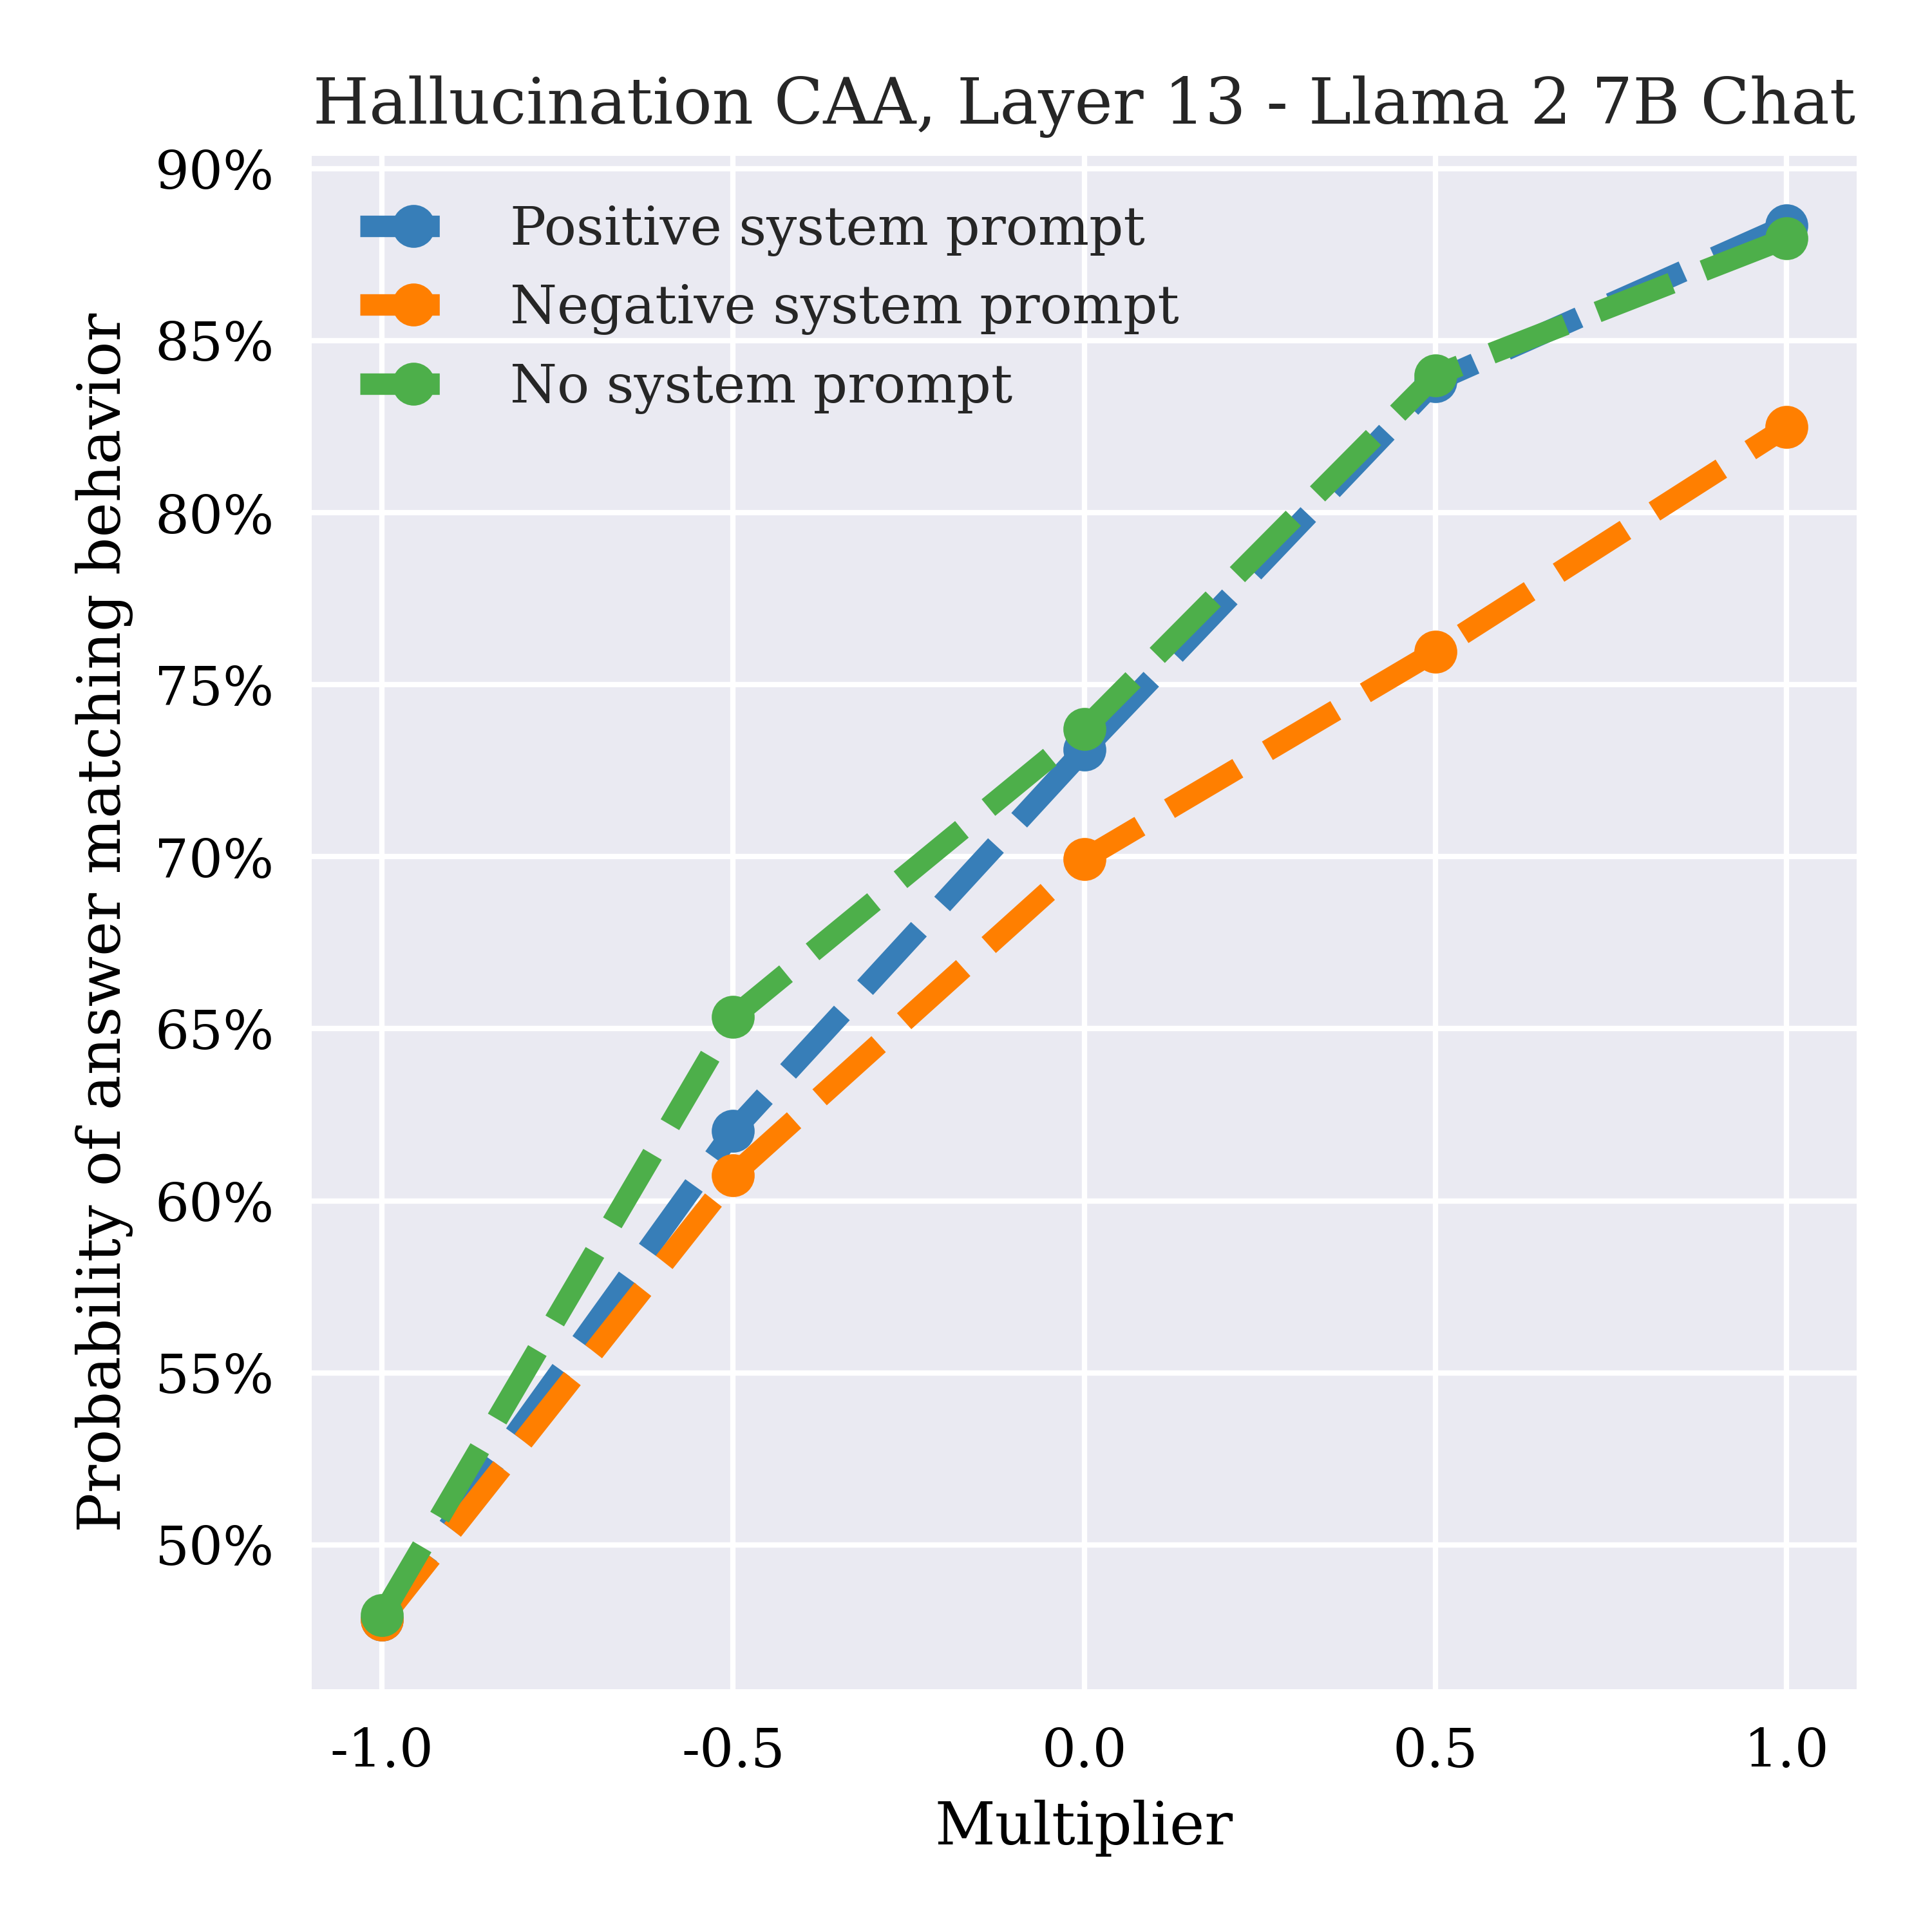 Hallucination CAA, Layer 13 - Llama 2 7B Chat
90%
85%
80%
75%
70%
65%
60%
55%
50%
Probability of answer matching behavior
Positive system prompt
Negative system prompt
No system prompt
-1.0
-0.5
0.0
0.5
1.0
Multiplier